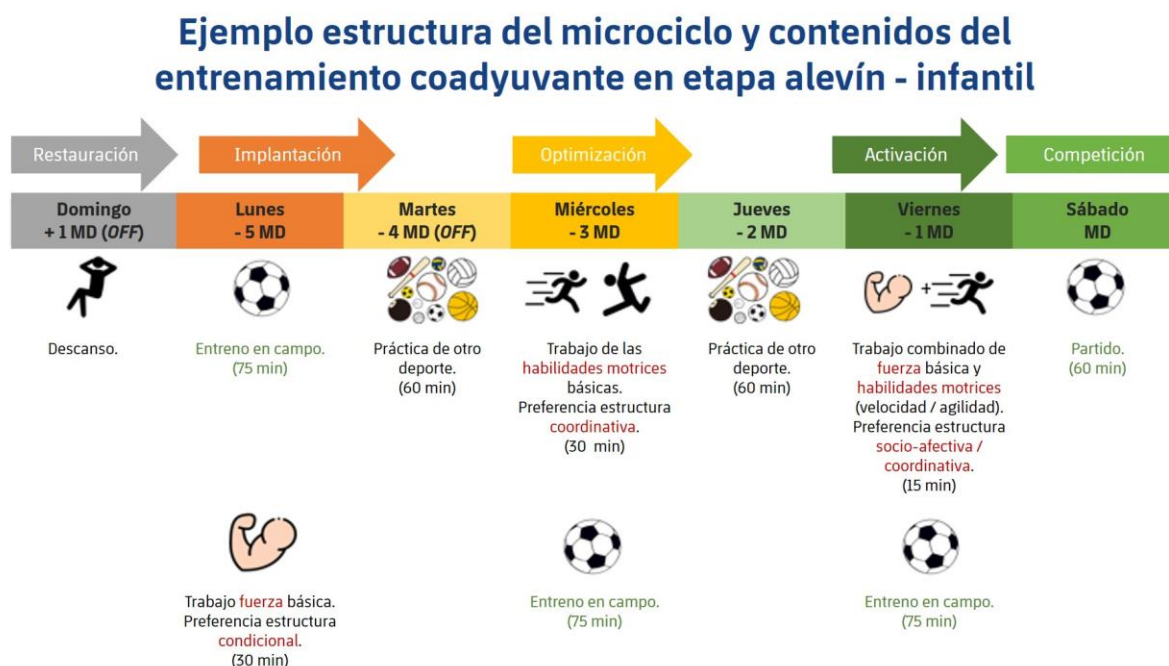 Ejemplo estructura del microciclo y contenidos del
entrenamiento coadyuvante en etapa alevín - infantil
Restauración
Implantación
Optimización
Activación
Competición
Domingo
+ 1 MD (OFF)
Lunes
- 5 MD
Martes
- 4 MD (OFF)
Miércoles
- 3 MD
Jueves
- 2 MD
Viernes
- 1 MD
Sábado
MD
Descanso.
Entreno en campo.
(75 min)
Práctica de otro
deporte.
(60 min)
Trabajo de las
habilidades motrices
básicas.
Preferencia estructura
coordinativa.
(30 min)
Práctica de otro
deporte.
(60 min)
Trabajo combinado de
fuerza básica y
habilidades motrices
(velocidad / agilidad).
Preferencia estructura
socio-afectiva /
coordinativa.
(15 min)
Partido.
(60 min)
Trabajo fuerza básica.
Preferencia estructura
condicional.
(30 min)
Entreno en campo.
(75 min)
Entreno en campo.
(75 min)